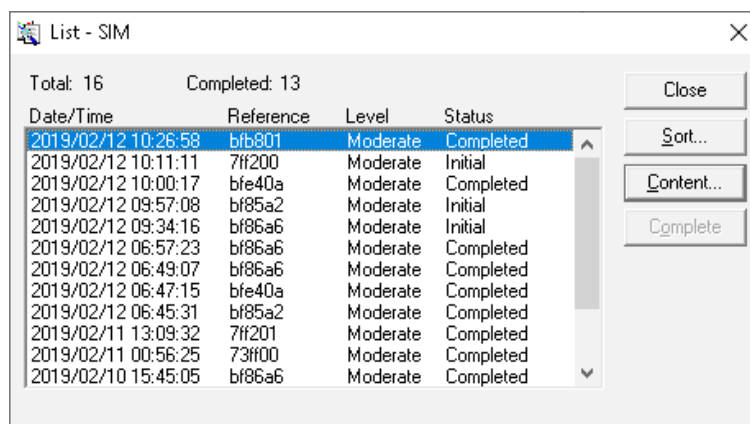 List - SIM
Total: 16 Completed: 13
Close
Date/Time Reference Level Status
Sort...
2019/02/12 10:26:58 bfb801 Moderate Completed
2019/02/12 10:11:11 7ff200 Moderate Initial
2019/02/12 10:00:17 bfe40a Moderate Completed
Content...
2019/02/12 09:57:08 bf85a2 Moderate Initial
2019/02/12 09:34:16 bf86a6 Moderate Initial
Complete
2019/02/12 06:57:23 bf86a6 Moderate Completed
2019/02/12 06:49:07 bf86a6 Moderate Completed
2019/02/12 06:47:15 bfe40a Moderate Completed
2019/02/12 06:45:31 bf85a2 Moderate Completed
2019/02/11 13:09:32 7ff201 Moderate Completed
2019/02/11 00:56:25 73ff00 Moderate Completed
2019/02/10 15:45:05 bf86a6 Moderate Completed